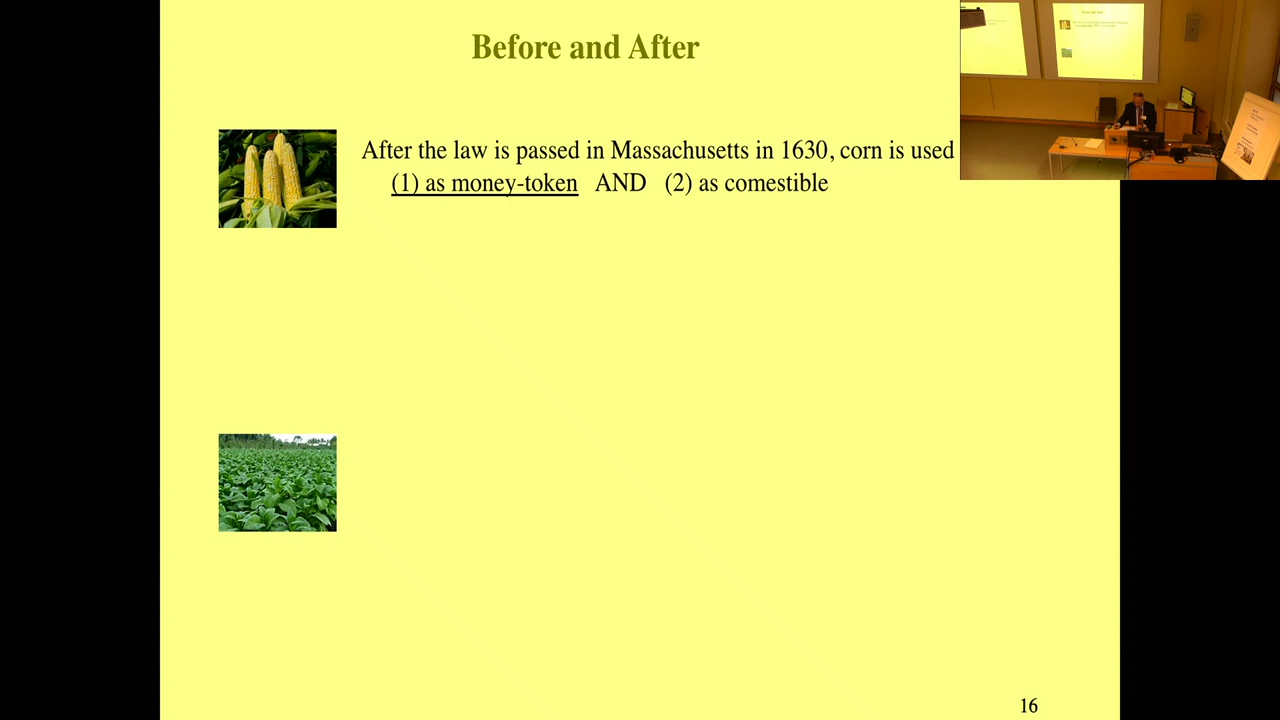 Before and After
After the law is passed in Massachusetts in 1630, corn is used
(1) as money-token AND (2) as comestible
16